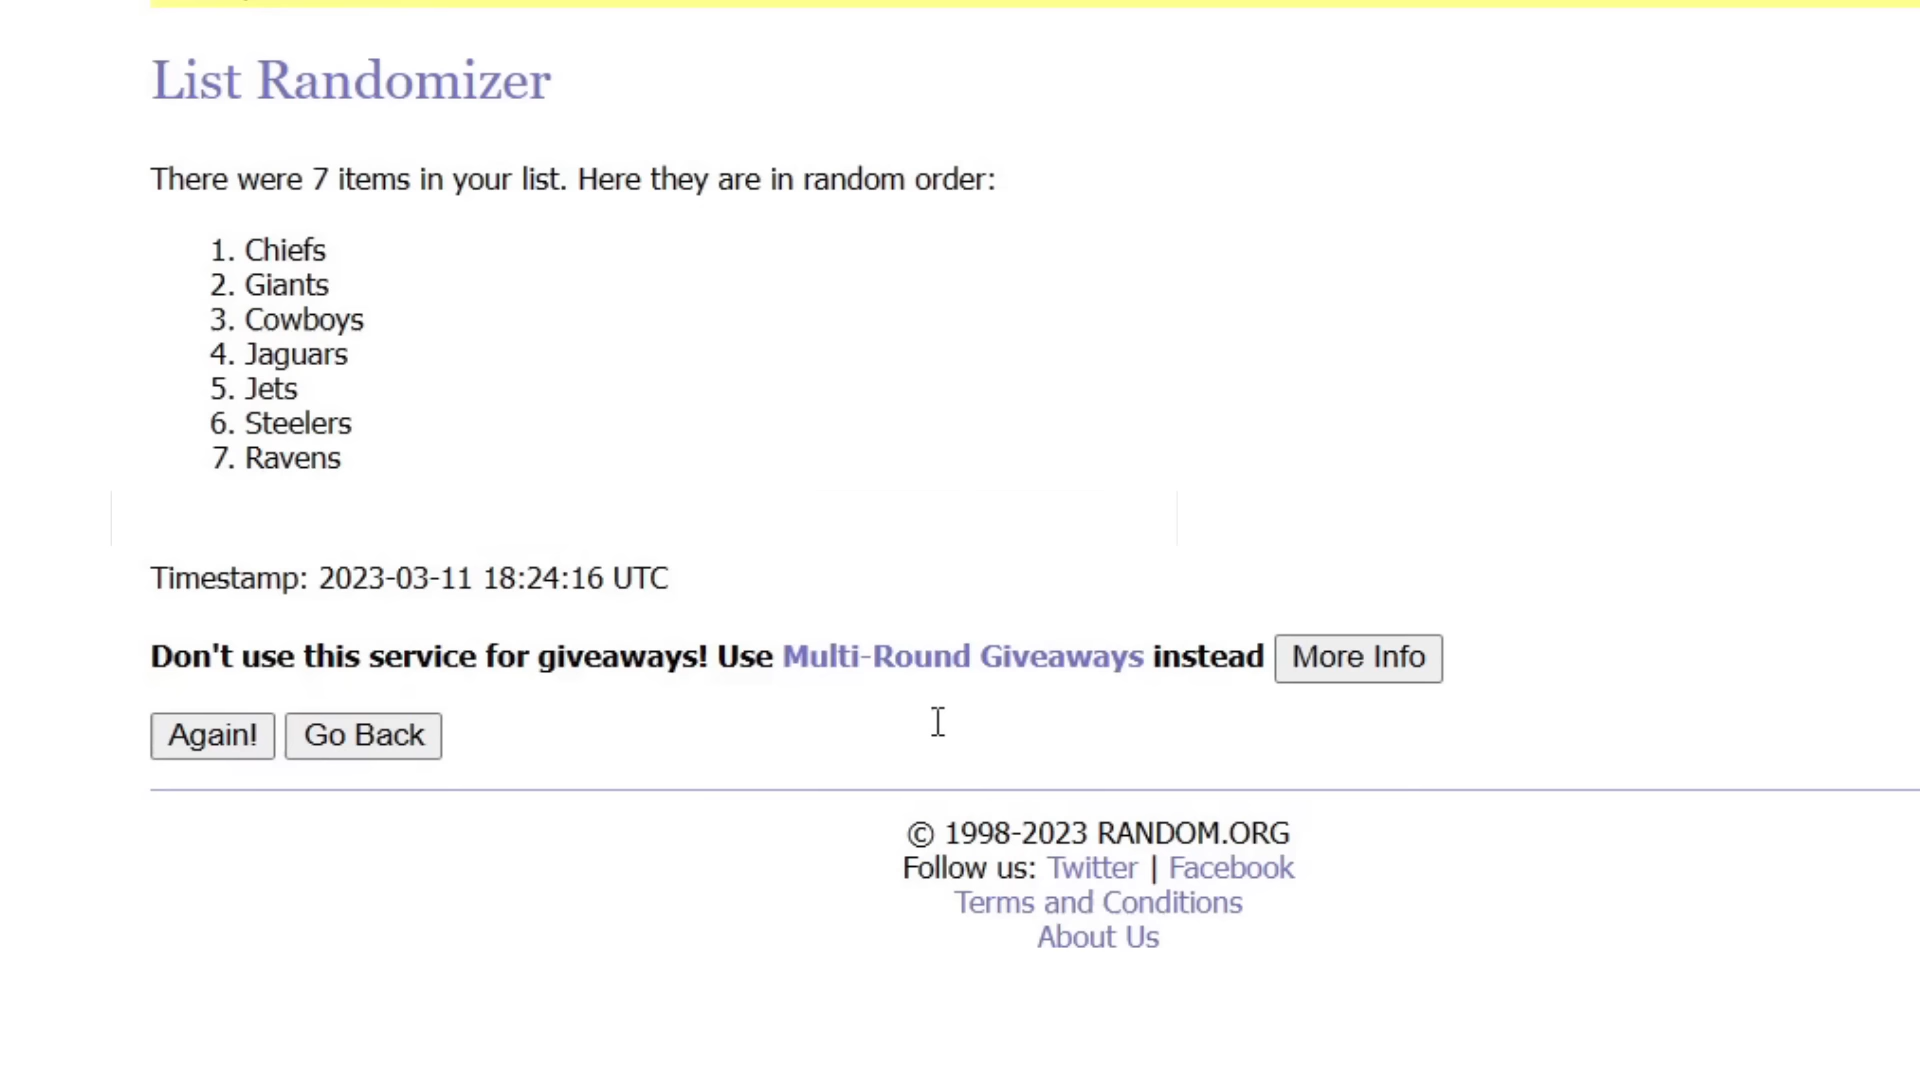 List Randomizer
There were 7 items in your list. Here they are in random order:
1. Chiefs
2. Giants
3. Cowboys
4. Jaguars
5. Jets
6. Steelers
7. Ravens
Timestamp: 2023-03-11 18:24:16 UTC
Don't use this service for giveaways! Use Multi-Round Giveaways instead More Info
Again! Go Back
© 1998-2023 RANDOM.ORG
Follow us: Twitter | Facebook
Terms and Conditions
About Us